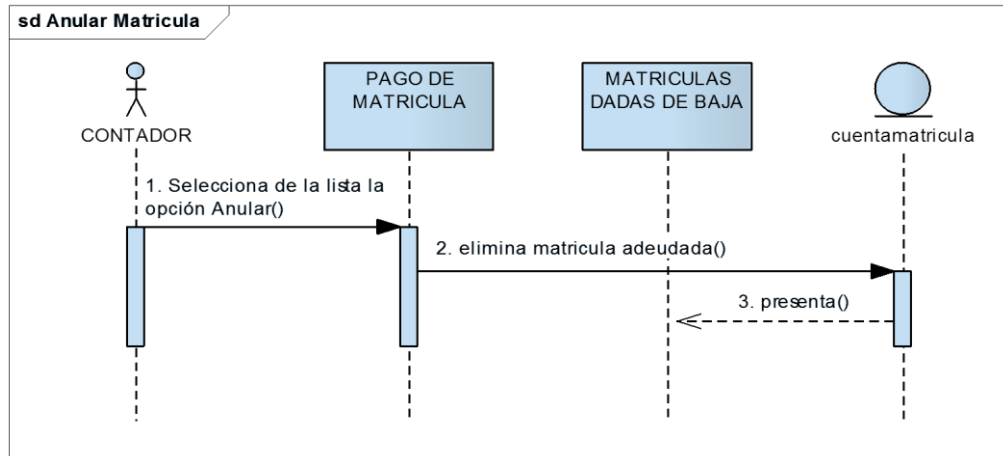 sd Anular Matricula
CONTADOR
PAGO DE
MATRICULA
MATRICULAS
DADAS DE BAJA
cuentamatricula
1. Selecciona de la lista la
opción Anular()
2. elimina matricula adeudada()
3. presenta()